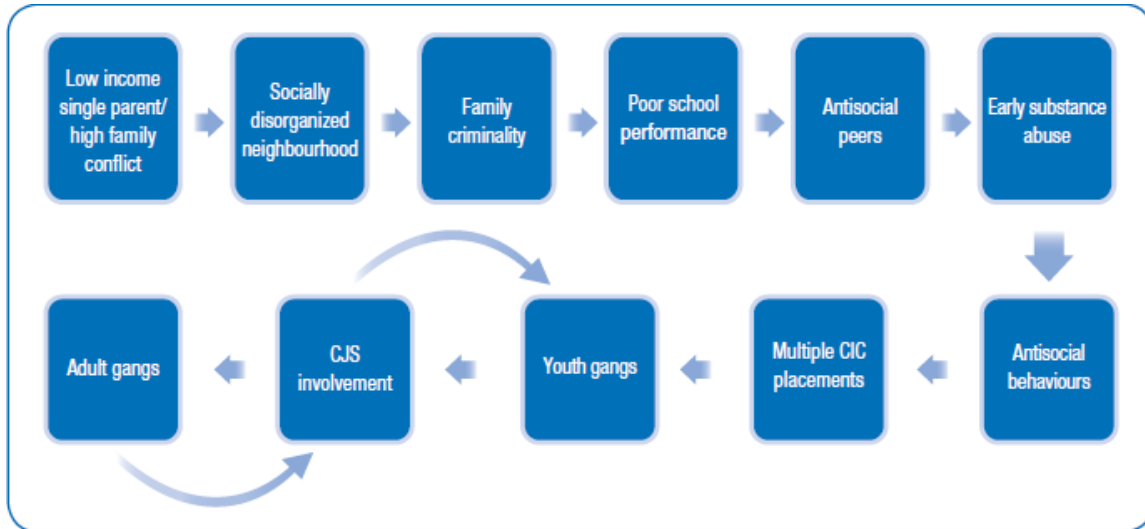 Low income
single parent/
high family
conflict
Socially
disorganized
neighbourhood
Family
criminality
Poor school
performance
Antisocial
peers
Early substance
abuse
Adult gangs
CJS
involvement
Youth gangs
Multiple CIC
placements
Antisocial
behaviours